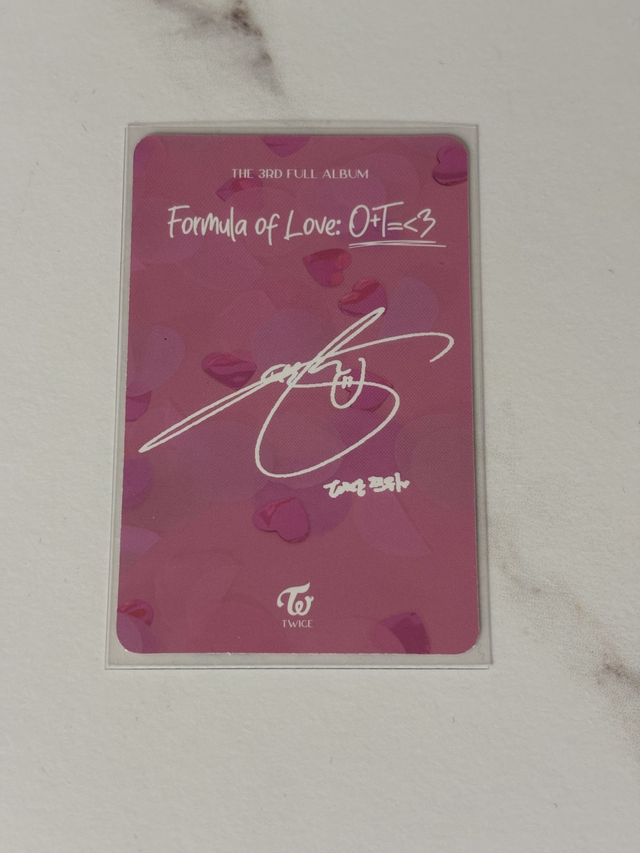 THE 3RD FULL ALBUM
Formula of Love: O+T=<3
TWICE